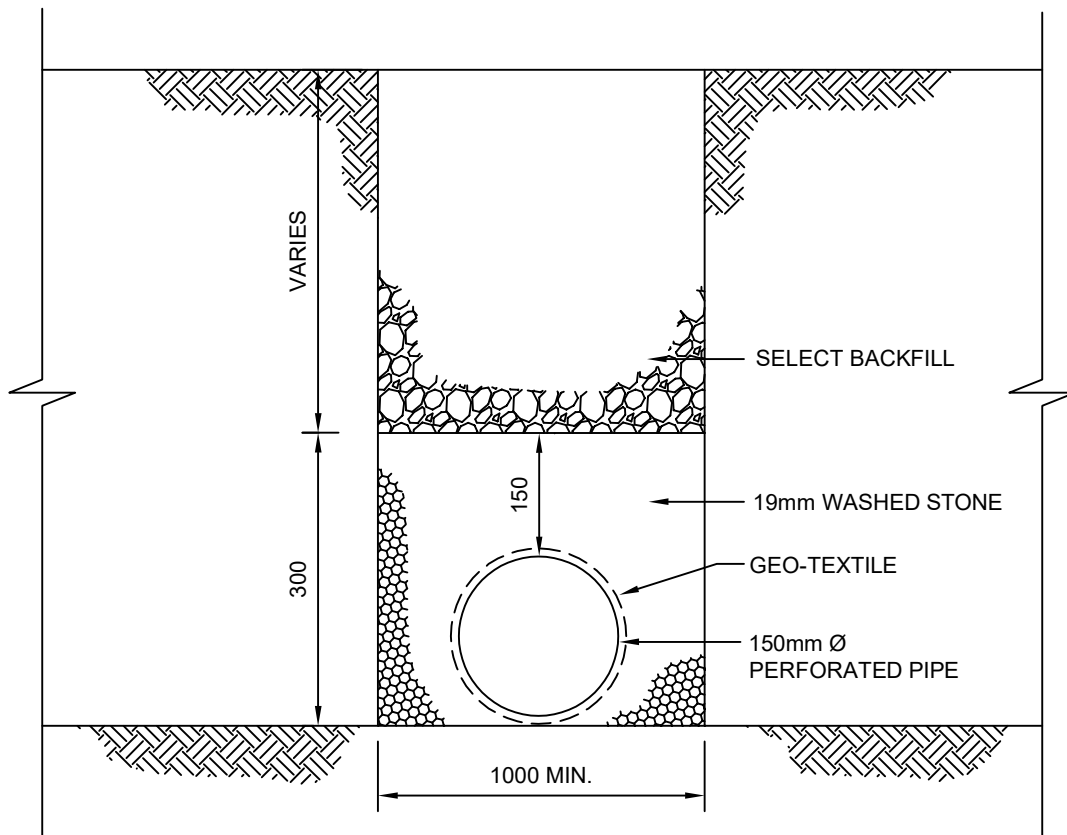 VARIES
SELECT BACKFILL
150
19mm WASHED STONE
300
GEO-TEXTILE
150mm Ø
PERFORATED PIPE
1000 MIN.